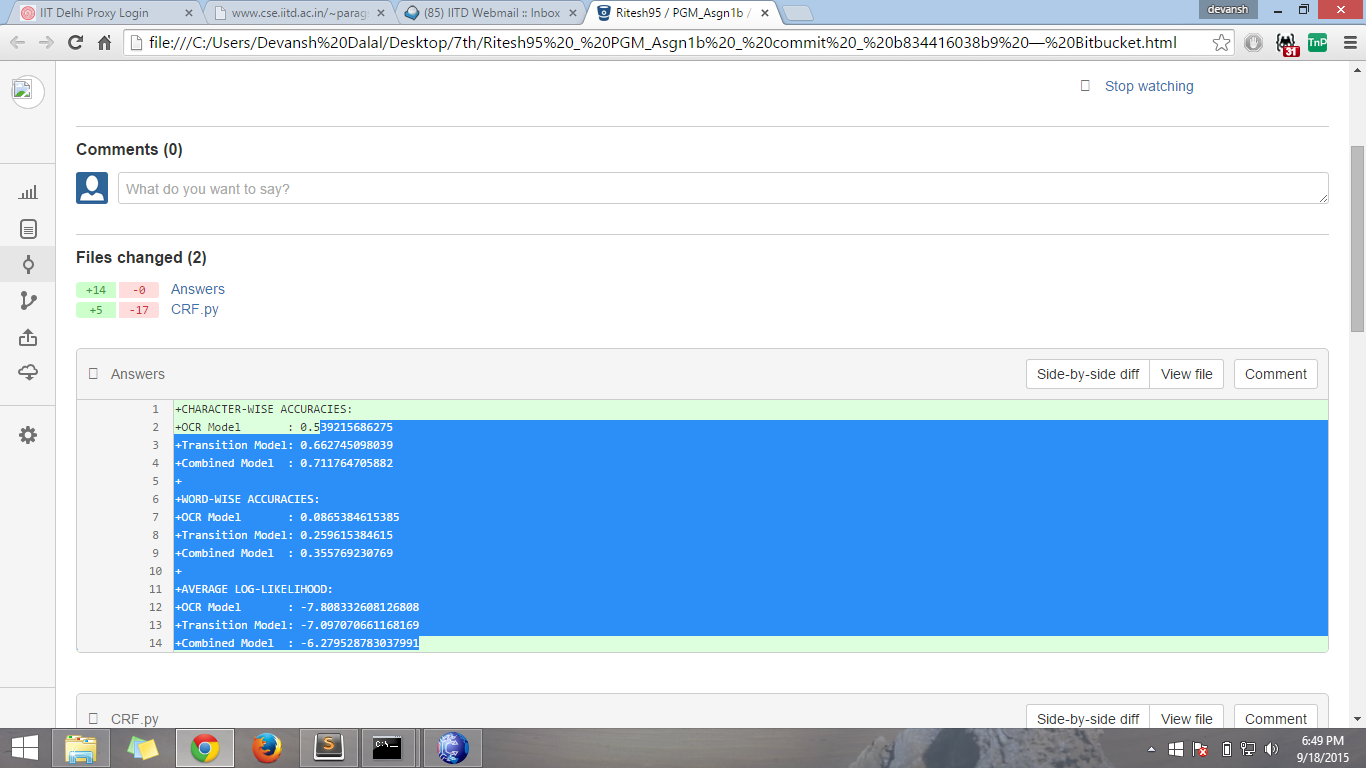 IIT Delhi Proxy Login
www.cse.iitd.ac.in/~parags
(85) IITD Webmail :: Inbox
Ritesh95 / PGM_Asgn1b /
devansh
file:///C:/Users/Devansh%20Dalal/Desktop/7th/Ritesh95%20_%20PGM_Asgn1b%20_%20commit%20_%20b834416038b9%20—%20Bitbucket.html
31
TnP
Stop watching
Comments (0)
What do you want to say?
Files changed (2)
+14 -0 Answers
+5 -17 CRF.py
Answers
Side-by-side diff View file Comment
1 +CHARACTER-WISE ACCURACIES:
2 +OCR Model       : 0.539215686275
3 +Transition Model: 0.662745098039
4 +Combined Model  : 0.711764705882
5 +
6 +WORD-WISE ACCURACIES:
7 +OCR Model       : 0.0865384615385
8 +Transition Model: 0.259615384615
9 +Combined Model  : 0.355769230769
10 +
11 +AVERAGE LOG-LIKELIHOOD:
12 +OCR Model       : -7.808332608126808
13 +Transition Model: -7.097070661168169
14 +Combined Model  : -6.279528783037991
CRF.py
Side-by-side diff View file Comment
6:49 PM
9/18/2015